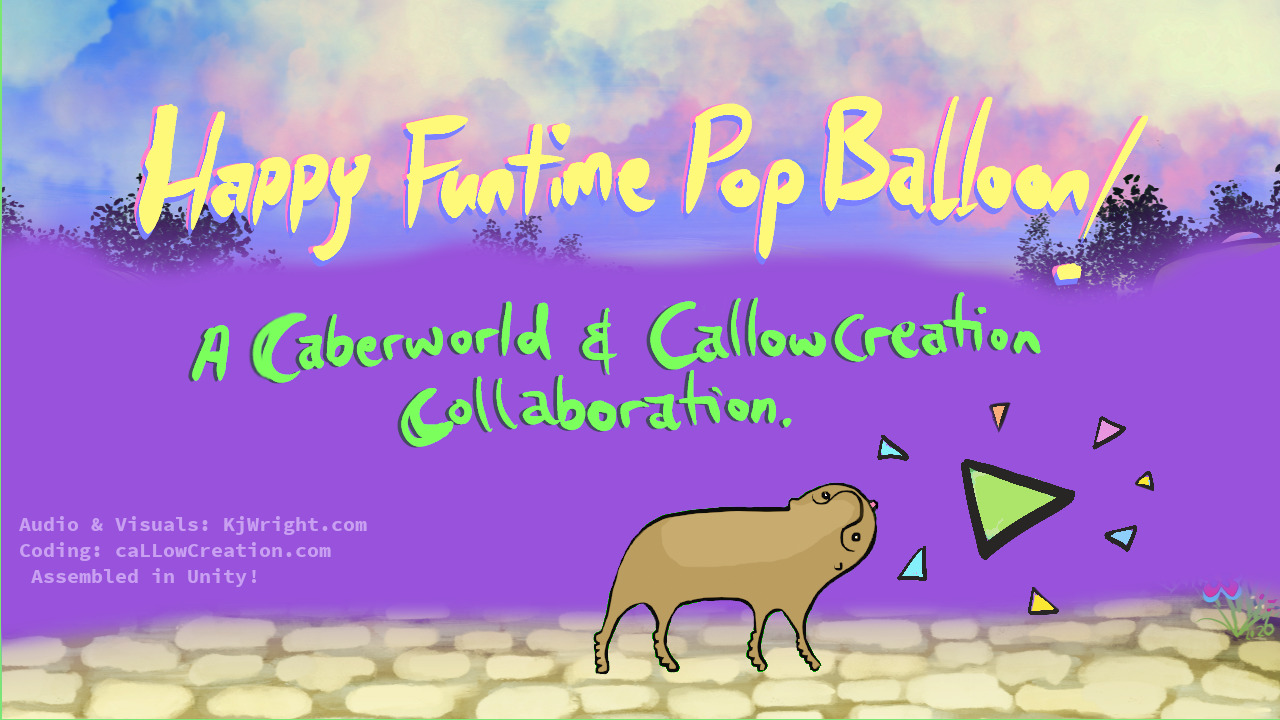 Happy Funtime Pop Balloon!
A Caberworld & CallowCreation
Collaboration.
Audio & Visuals: KjWright.com
Coding: caLLowCreation.com
Assembled in Unity!